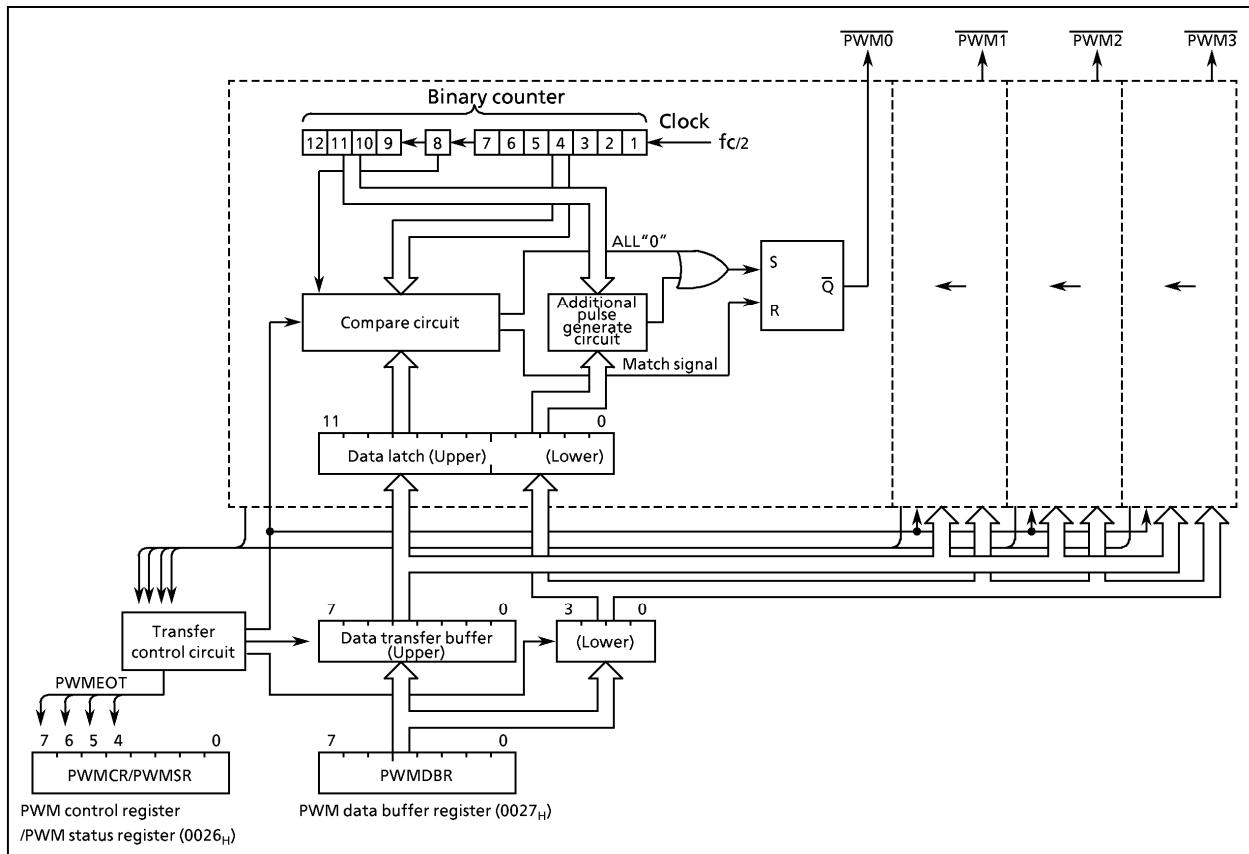 PWM0 PWM1 PWM2 PWM3
Binary counter
Clock
12 11 10 9 8 7 6 5 4 3 2 1
fc/2
ALL“0”
S
Q
R
Compare circuit
Additional
pulse
generate
circuit
Match signal
11 0
Data latch (Upper) (Lower)
7 0 3 0
Transfer
control circuit
Data transfer buffer
(Upper)
(Lower)
PWMEOT
7 6 5 4 0
7 0
PWMCR/PWMSR
PWMDBR
PWM control register
/PWM status register (0026H)
PWM data buffer register (0027H)